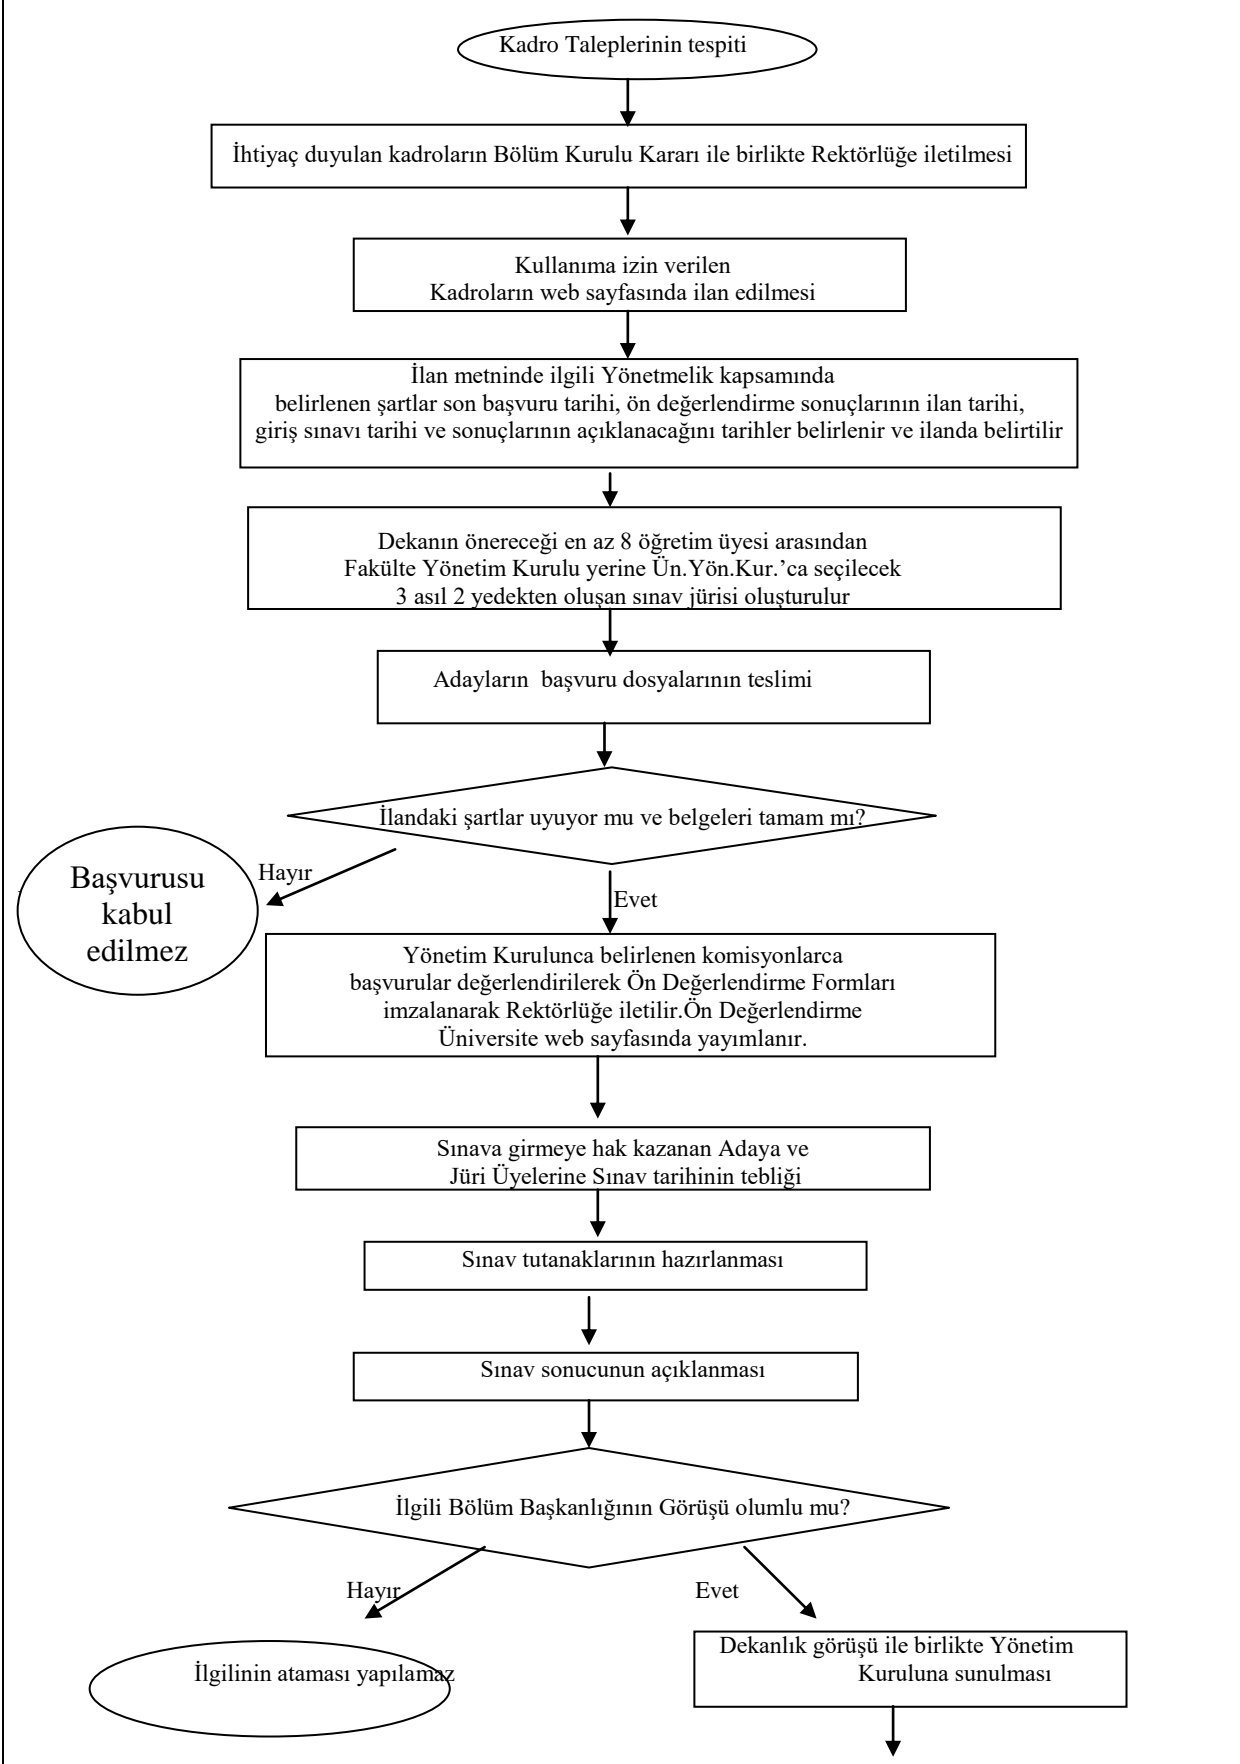 Kadro Taleplerinin tespiti
İhtiyaç duyulan kadroların Bölüm Kurulu Kararı ile birlikte Rektörlüğe iletilmesi
Kullanıma izin verilen
Kadroların web sayfasında ilan edilmesi
İlan metninde ilgili Yönetmelik kapsamında
belirlenen şartlar son başvuru tarihi, ön değerlendirme sonuçlarının ilan tarihi,
giriş sınavı tarihi ve sonuçlarının açıklanacağını tarihler belirlenir ve ilanda belirtilir
Dekanın önereceği en az 8 öğretim üyesi arasından
Fakülte Yönetim Kurulu yerine Ün.Yön.Kur.’ca seçilecek
3 asıl 2 yedekten oluşan sınav jürisi oluşturulur
Adayların  başvuru dosyalarının teslimi
İlandaki şartlar uyuyor mu ve belgeleri tamam mı?
Hayır
Başvurusu
kabul
edilmez
Evet
Yönetim Kurulunca belirlenen komisyonlarca
başvurular değerlendirilerek Ön Değerlendirme Formları
imzalanarak Rektörlüğe iletilir.Ön Değerlendirme
Üniversite web sayfasında yayımlanır.
Sınava girmeye hak kazanan Adaya ve
Jüri Üyelerine Sınav tarihinin tebliği
Sınav tutanaklarının hazırlanması
Sınav sonucunun açıklanması
İlgili Bölüm Başkanlığının Görüşü olumlu mu?
Hayır
Evet
İlgilinin ataması yapılamaz
Dekanlık görüşü ile birlikte Yönetim
Kuruluna sunulması